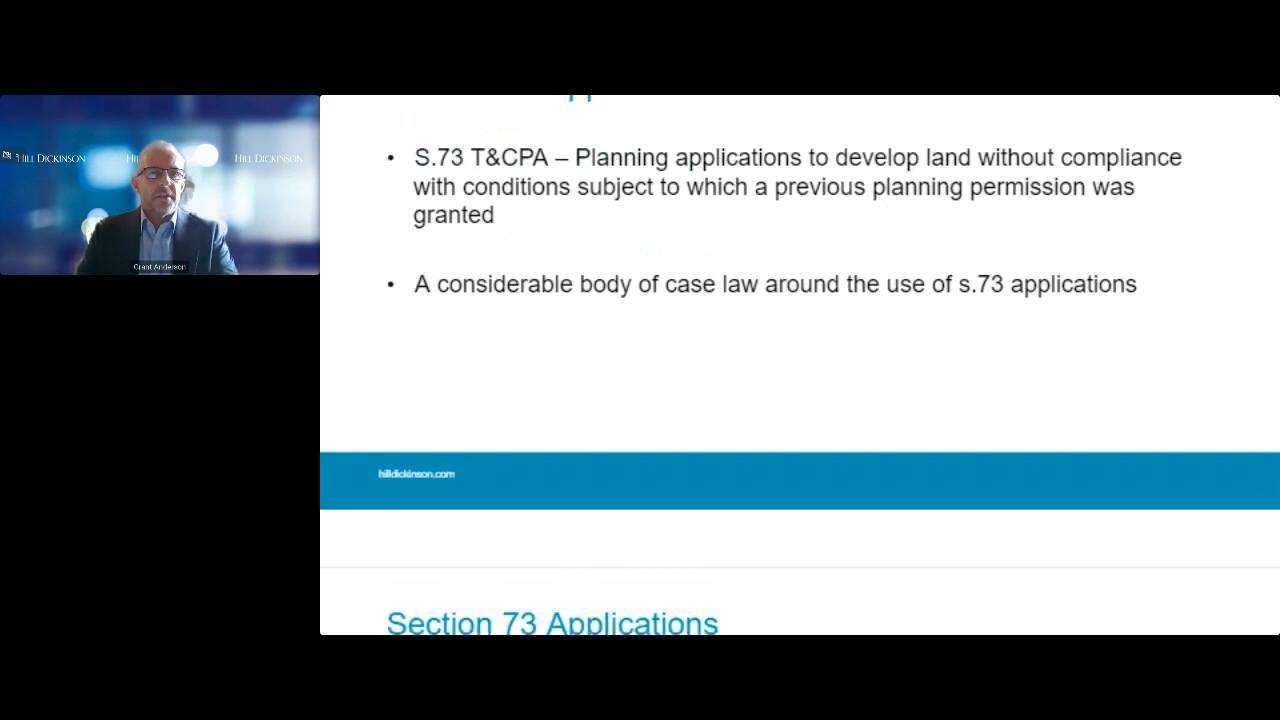 HILL DICKINSON
HILL DICKINSON
Grant Anderson
• S.73 T&CPA – Planning applications to develop land without compliance
with conditions subject to which a previous planning permission was
granted
• A considerable body of case law around the use of s.73 applications
hilldickinson.com
Section 73 Applications